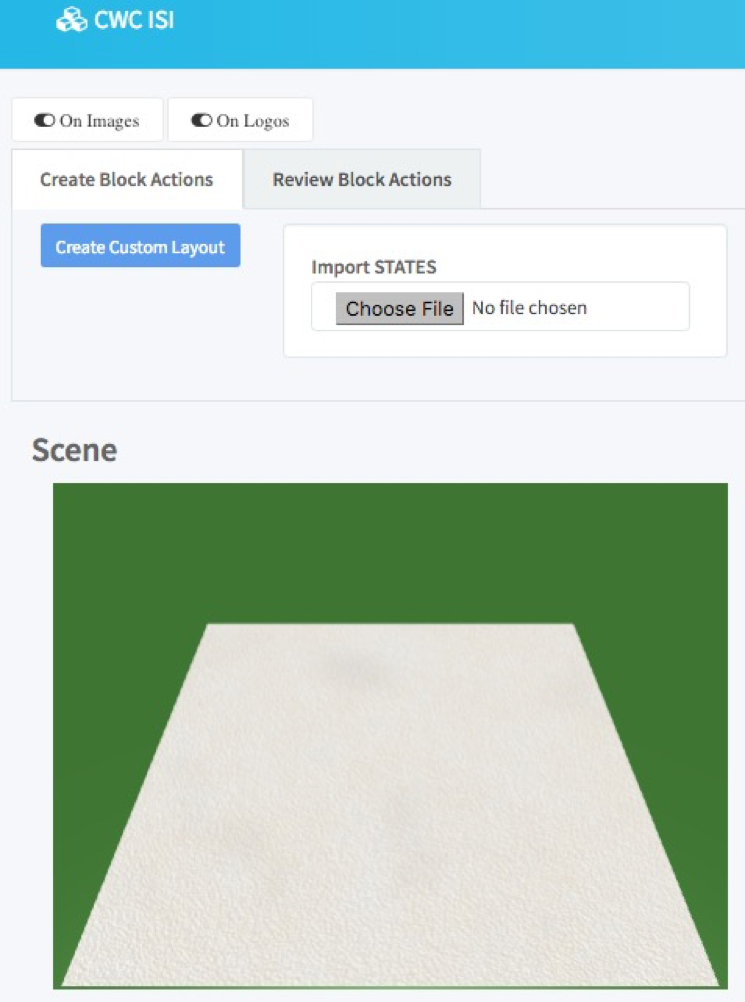 CWC ISI
On Images On Logos
Create Block Actions Review Block Actions
Create Custom Layout
Import STATES
Choose File No file chosen
Scene